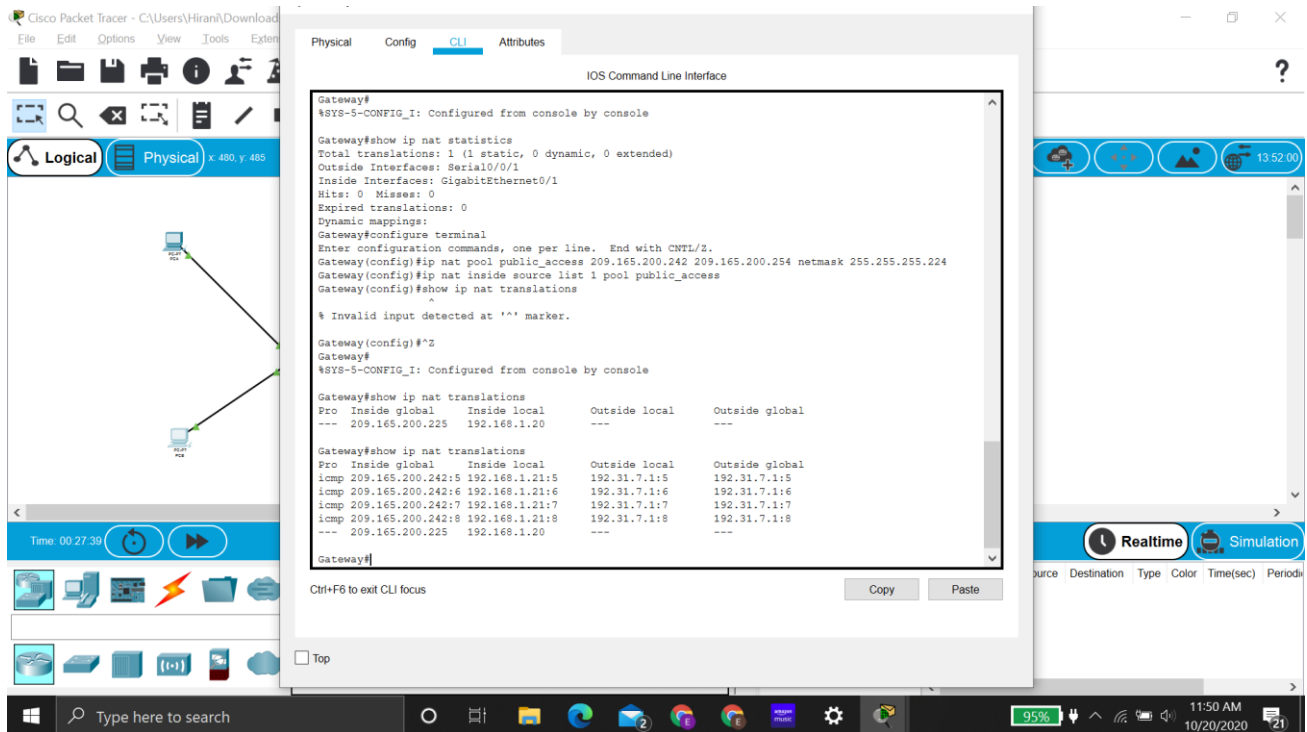 Cisco Packet Tracer - C:\Users\Hirani\Download
File Edit Options View Tools Exten
Logical Physical x: 480, y: 485
13:52:00
PC-PT
PCA
PC-PT
PCB
Physical Config CLI Attributes
IOS Command Line Interface
Gateway#
%SYS-5-CONFIG_I: Configured from console by console
Gateway#show ip nat statistics
Total translations: 1 (1 static, 0 dynamic, 0 extended)
Outside Interfaces: Serial0/0/1
Inside Interfaces: GigabitEthernet0/1
Hits: 0 Misses: 0
Expired translations: 0
Dynamic mappings:
Gateway#configure terminal
Enter configuration commands, one per line. End with CNTL/Z.
Gateway(config)#ip nat pool public_access 209.165.200.242 209.165.200.254 netmask 255.255.255.224
Gateway(config)#ip nat inside source list 1 pool public_access
Gateway(config)#show ip nat translations
^
% Invalid input detected at '^' marker.
Gateway(config)#^Z
Gateway#
%SYS-5-CONFIG_I: Configured from console by console
Gateway#show ip nat translations
Pro Inside global Inside local Outside local Outside global
--- 209.165.200.225 192.168.1.20 --- ---
Gateway#show ip nat translations
Pro Inside global Inside local Outside local Outside global
icmp 209.165.200.242:5 192.168.1.21:5 192.31.7.1:5 192.31.7.1:5
icmp 209.165.200.242:6 192.168.1.21:6 192.31.7.1:6 192.31.7.1:6
icmp 209.165.200.242:7 192.168.1.21:7 192.31.7.1:7 192.31.7.1:7
icmp 209.165.200.242:8 192.168.1.21:8 192.31.7.1:8 192.31.7.1:8
--- 209.165.200.225 192.168.1.20 --- ---
Gateway#
Ctrl+F6 to exit CLI focus
Copy Paste
Top
Time: 00:27:39
Realtime Simulation
ource Destination Type Color Time(sec) Periodi
Type here to search
amazon music
95%
11:50 AM
10/20/2020
2
21